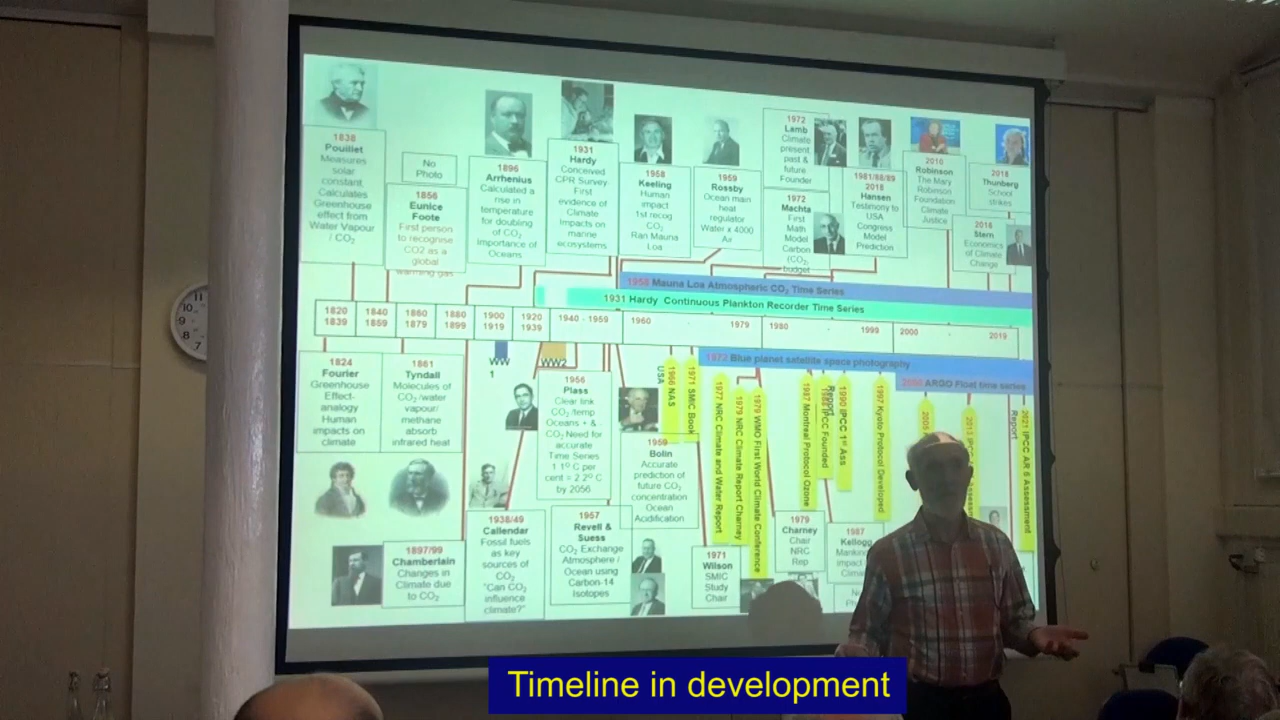 1838
Pouillet
Measures
solar
constant
Calculates
Greenhouse
effect from
Water Vapour
/ CO2
No
Photo
1856
Eunice
Foote
First person
to recognise
CO2 as a
global
warming gas
1896
Arrhenius
Calculated a
rise in
temperature
for doubling
of CO2
Importance of
Oceans
1931
Hardy
Conceived
CPR Survey
First
evidence of
Climate
Impacts on
marine
ecosystems
1958
Keeling
Human
impact
1st recog
CO2
Ran Mauna
Loa
1959
Rossby
Ocean main
heat
regulator
Water x 4000
Air
1972
Lamb
Climate
present
past &
future
Founder
1972
Machta
First
Math
Model
Carbon
(CO2)
budget
1981/88/89
2018
Hansen
Testimony to
USA
Congress
Model
Prediction
2010
Robinson
The Mary
Robinson
Foundation
Climate
Justice
2018
Thunberg
School
strikes
2016
Stern
Economics
of Climate
Change
1958 Mauna Loa Atmospheric CO2 Time Series
1931 Hardy Continuous Plankton Recorder Time Series
1820
1839
1840
1859
1860
1879
1880
1899
1900
1919
1920
1939
1940 - 1959
1960 - 1979
1980 - 1999
2000 2019
1972 Blue planet satellite space photography
ARGO Float time series
WW
1
WW2
1824
Fourier
Greenhouse
Effect-
analogy
Human
impacts on
climate
1861
Tyndall
Molecules of
CO2 /water
vapour/
methane
absorb
infrared heat
1897/99
Chamberlain
Changes in
Climate due
to CO2
1938/49
Callendar
Fossil fuels
as key
sources of
CO2
"Can CO2
influence
climate?"
1956
Plass
Clear link
CO2 /temp
Oceans + & -
CO2 Need for
accurate
Time Series
1 1º C per
cent = 2 2º C
by 2056
1957
Revell &
Suess
CO2 Exchange
Atmosphere /
Ocean using
Carbon-14
Isotopes
1959
Bolin
Accurate
prediction of
future CO2
concentration
Ocean
Acidification
1966 NAS
USA
1971 SMIC Book
1977 NRC Climate and Water Report
1979 NRC Climate Report Charney
1979 WMO First World Climate Conference
1987 Montreal Protocol Ozone
IPCC Founded
Report
1990 IPCC 1st Ass
1997 Kyoto Protocol Developed
2021 IPCC AR 6 Assessment
Report
1971
Wilson
SMIC
Study
Chair
1979
Charney
Chair
NRC
Rep
1987
Kellogg
Timeline in development